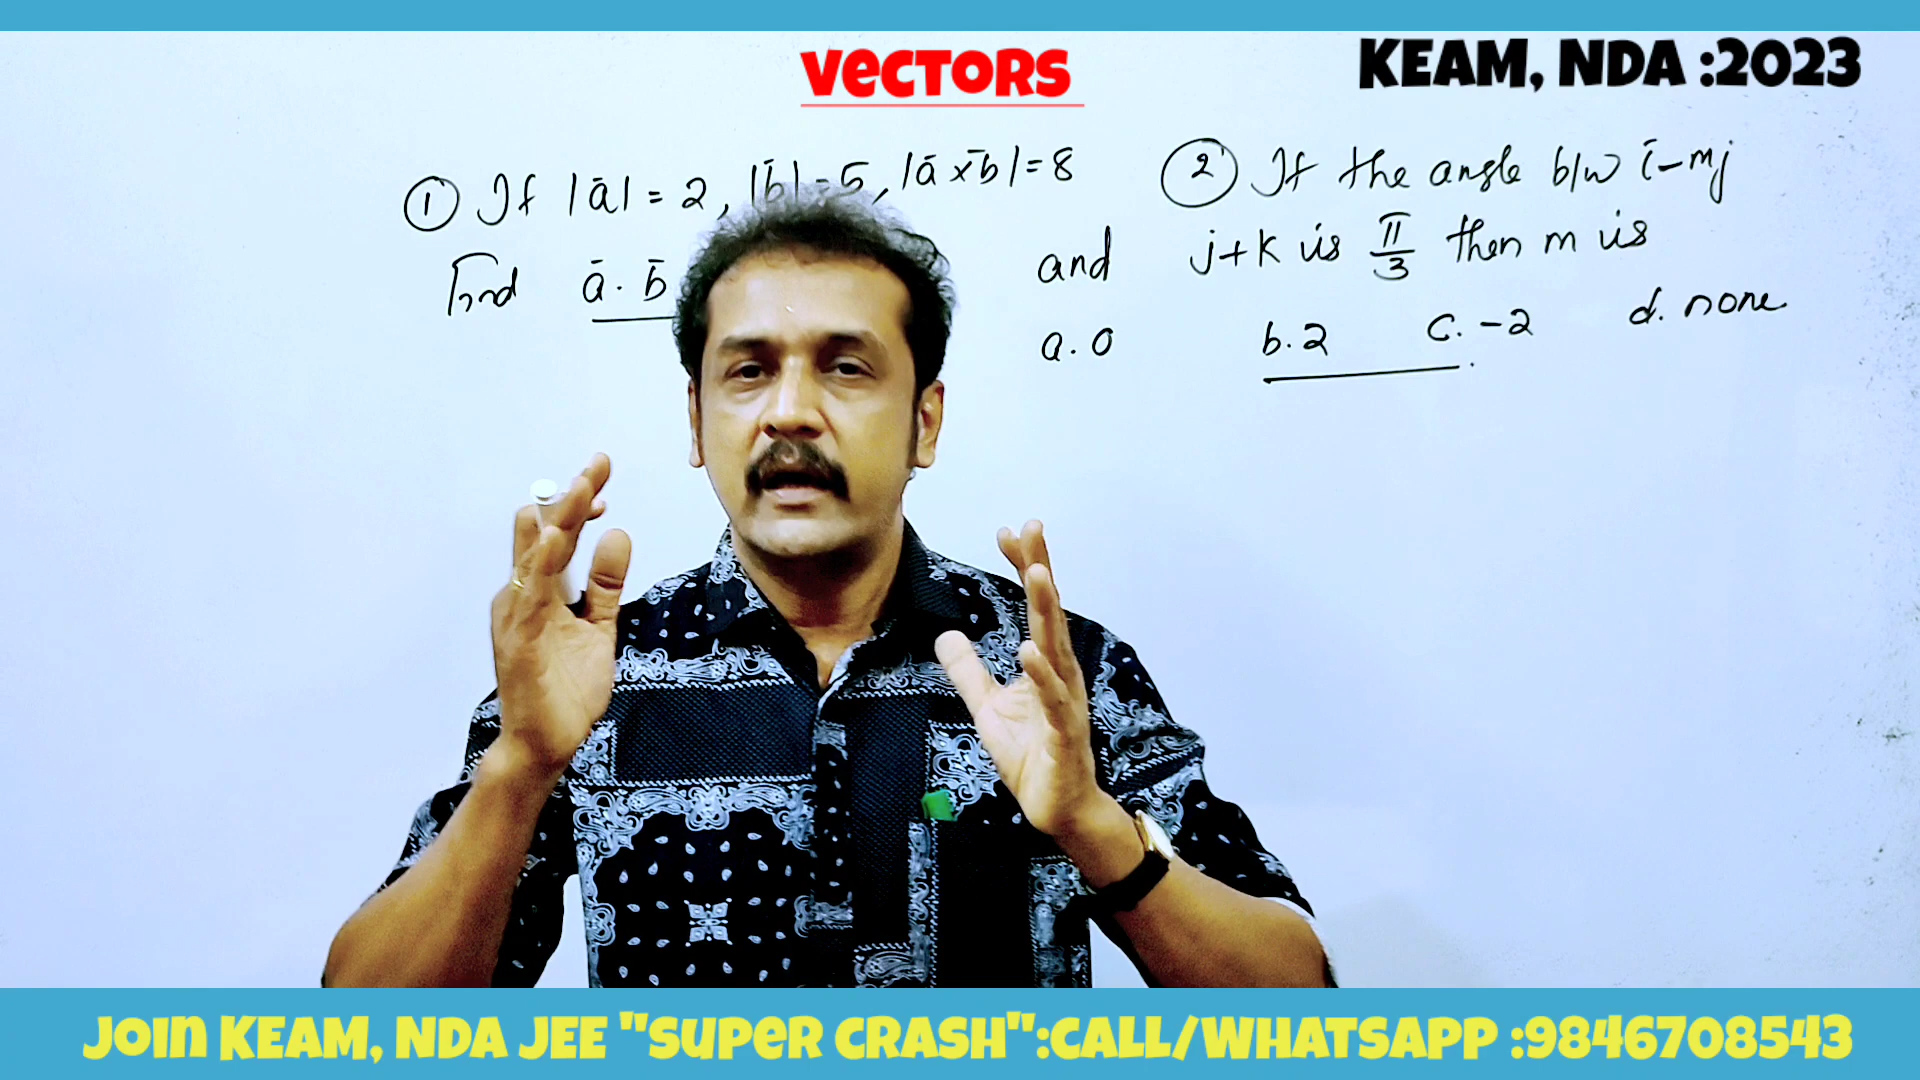 VECTORS
KEAM, NDA :2023
① If |ā| = 2, |b̄| = 5, |ā × b̄| = 8
Find ā . b̄
② If the angle b/w i - mj
and j + k is π/3 then m is
a. 0 b. 2 c. -2 d. none
JOIN KEAM, NDA JEE "SUPER CRASH":CALL/WHATSAPP :9846708543